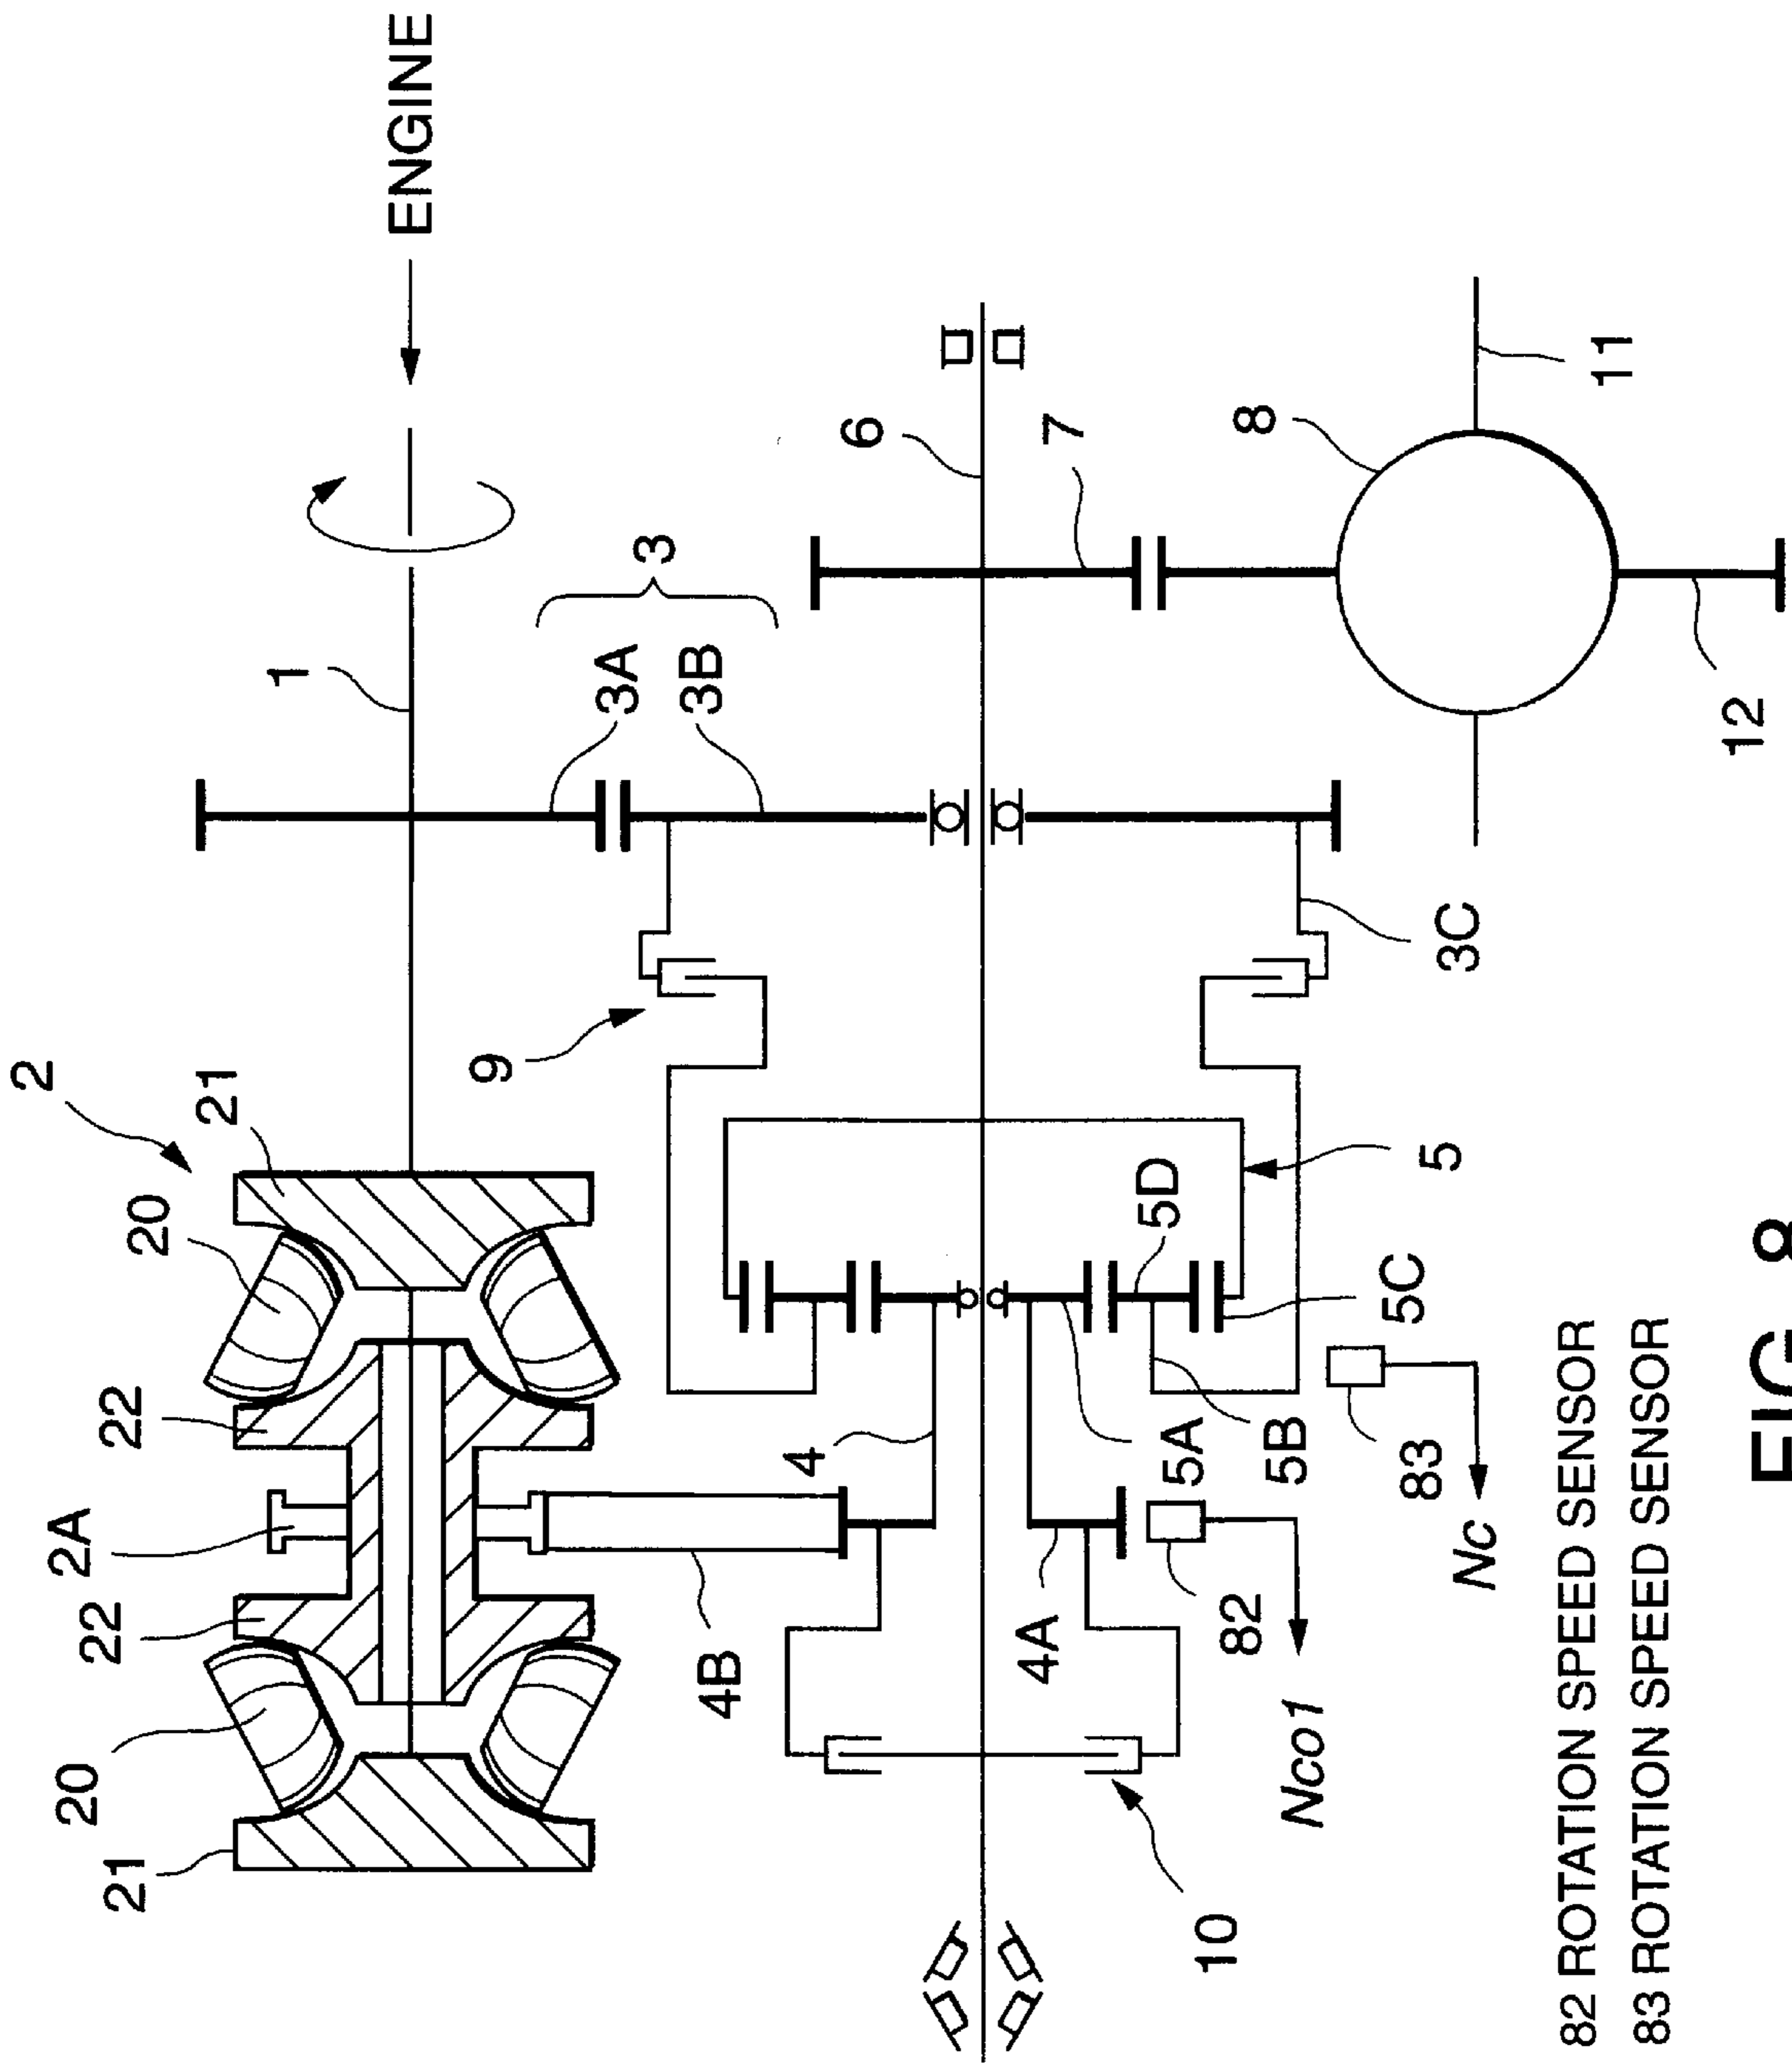 ENGINE
1
2
21
20
22
2A
22
20
21
3
3A
3B
6
7
8
11
12
3C
9
5
5D
5C
4
5A
5B
83
Nc
4B
4A
82
Nco1
10
82 ROTATION SPEED SENSOR
83 ROTATION SPEED SENSOR